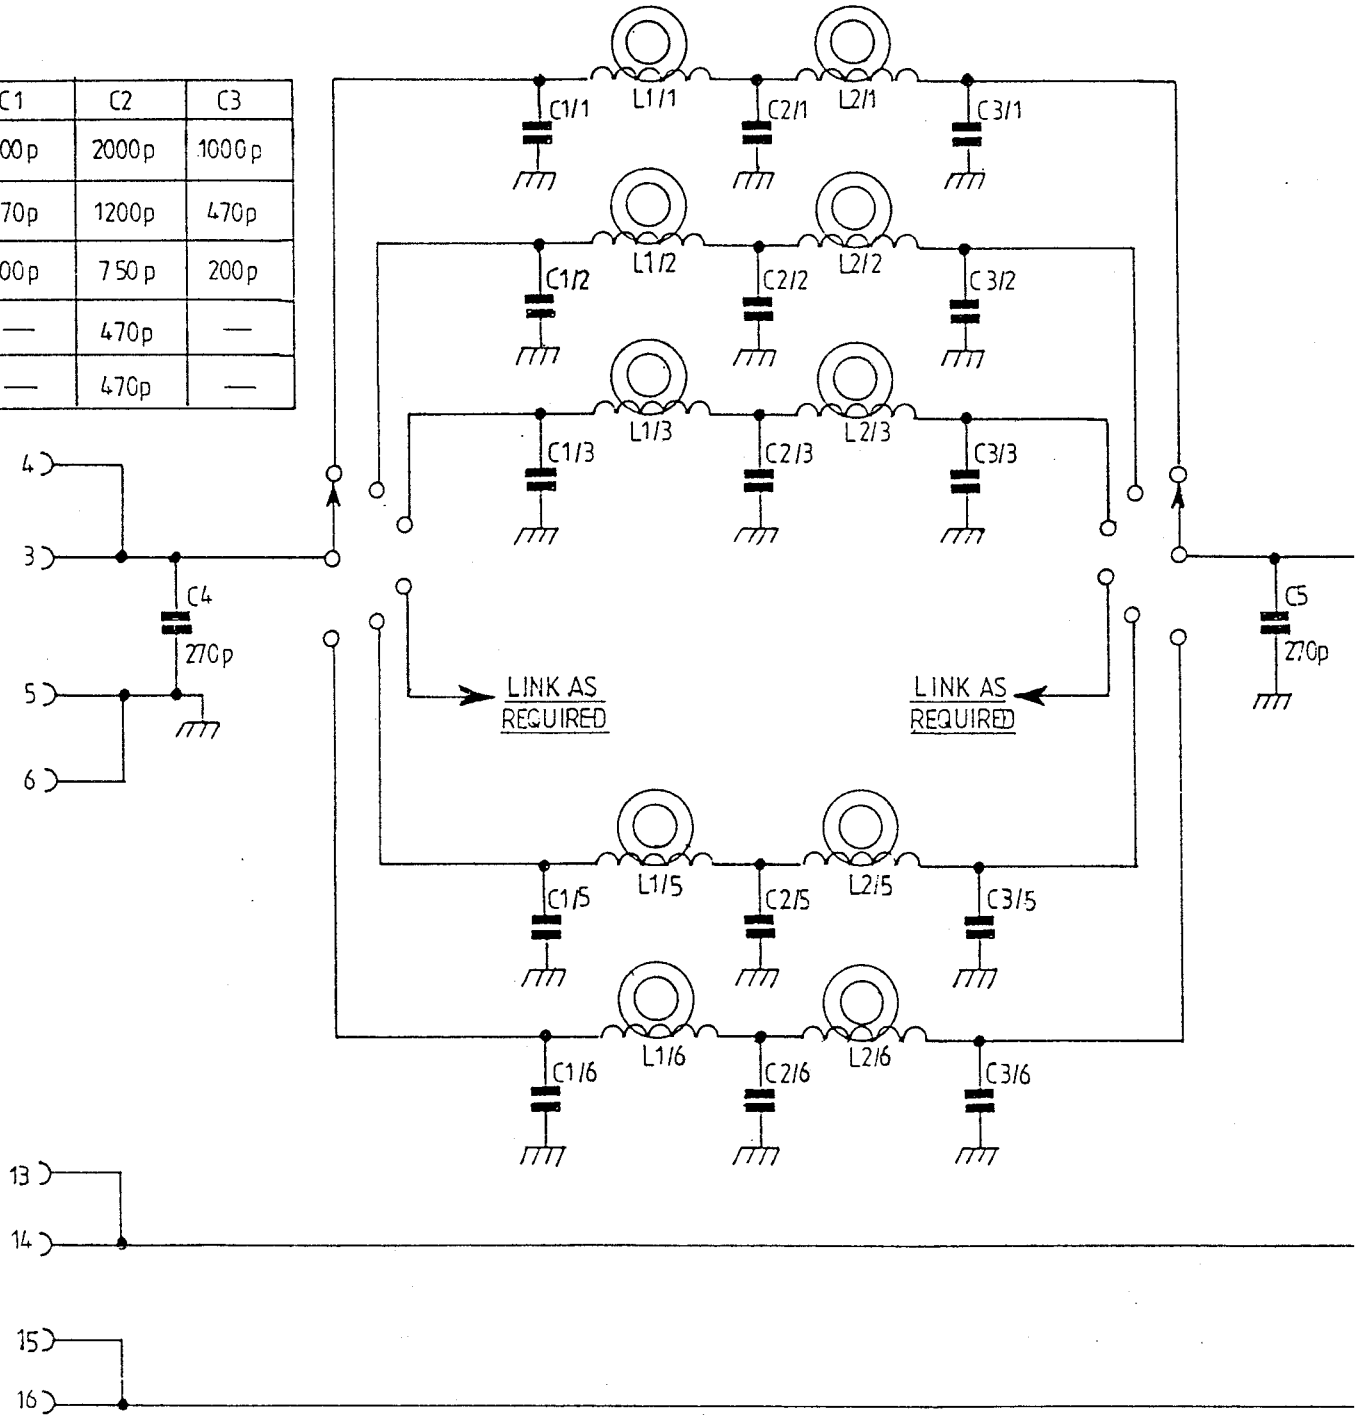 C1 C2 C3
00p 2000p 1000p
70p 1200p 470p
00p 750p 200p
— 470p —
— 470p —
C1/1 L1/1 C2/1 L2/1 C3/1
C1/2 L1/2 C2/2 L2/2 C3/2
C1/3 L1/3 C2/3 L2/3 C3/3
4
3
C4
270p
5
6
LINK AS
REQUIRED
LINK AS
REQUIRED
C5
270p
C1/5 L1/5 C2/5 L2/5 C3/5
C1/6 L1/6 C2/6 L2/6 C3/6
13
14
15
16